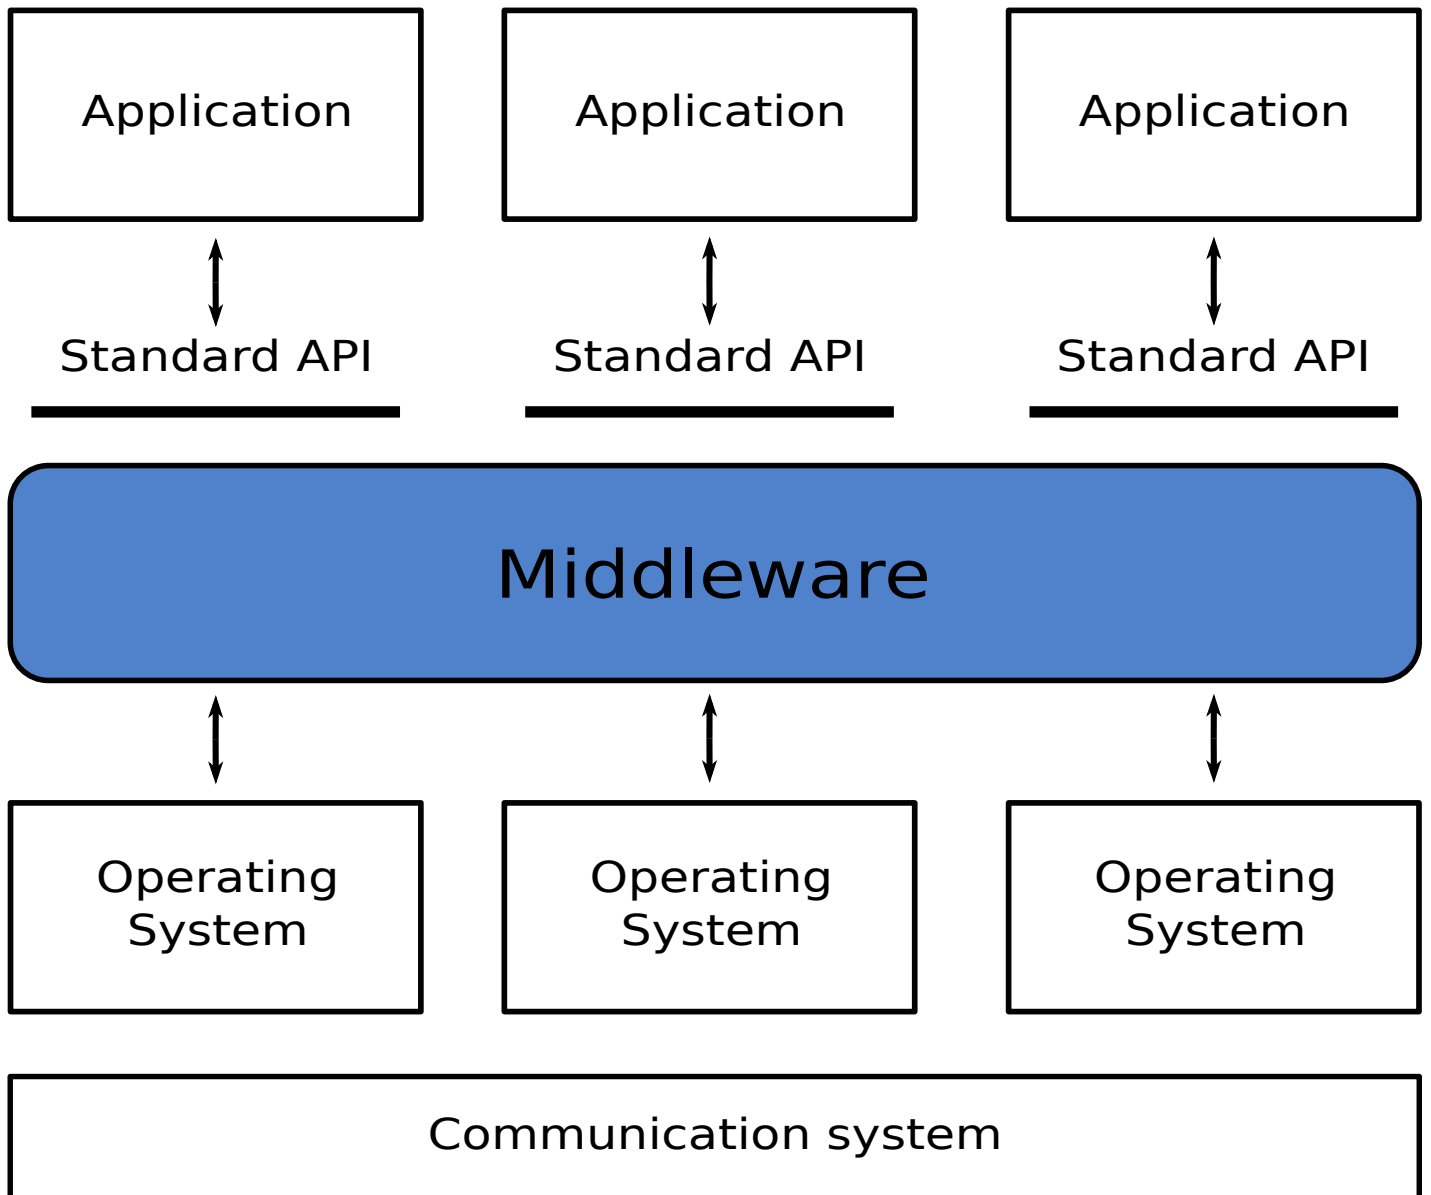 Application
Application
Application
Standard API
Standard API
Standard API
Middleware
Operating
System
Operating
System
Operating
System
Communication system